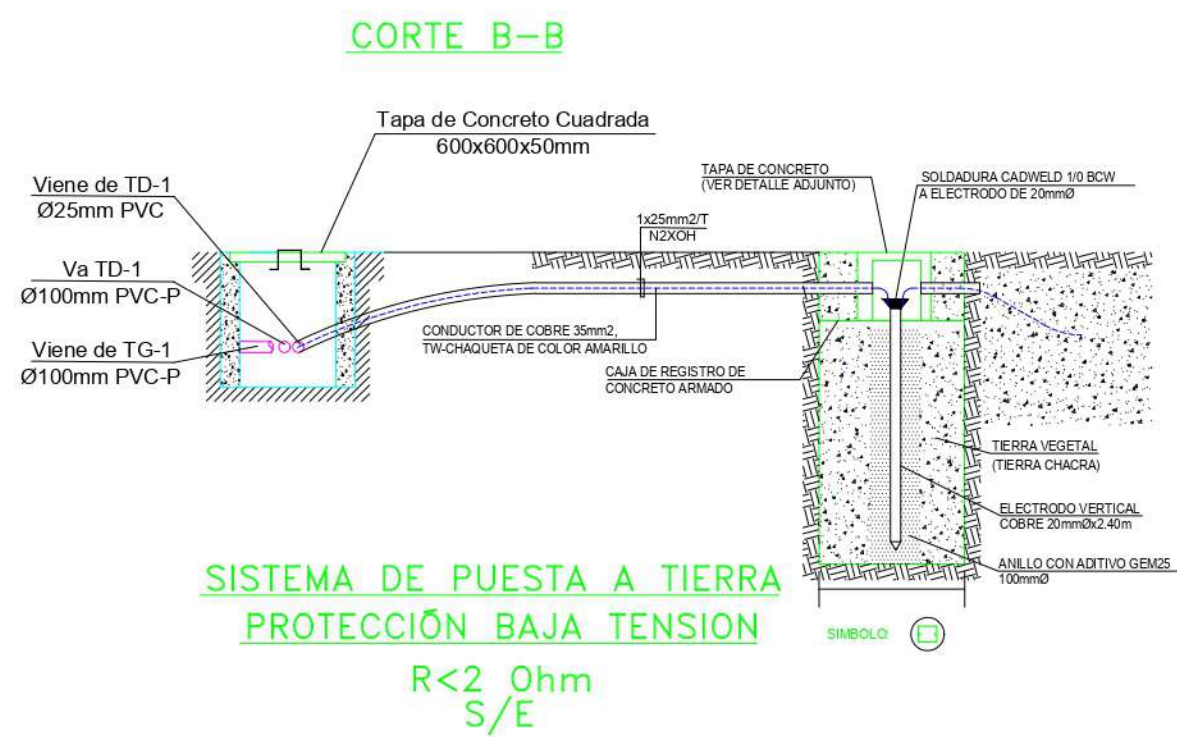 CORTE B-B
Tapa de Concreto Cuadrada
600x600x50mm
Viene de TD-1
Ø25mm PVC
Va TD-1
Ø100mm PVC-P
Viene de TG-1
Ø100mm PVC-P
TAPA DE CONCRETO
(VER DETALLE ADJUNTO)
SOLDADURA CADWELD 1/0 BCW
A ELECTRODO DE 20mmØ
1x25mm2/T
N2XOH
CONDUCTOR DE COBRE 35mm2,
TW-CHAQUETA DE COLOR AMARILLO
CAJA DE REGISTRO DE
CONCRETO ARMADO
TIERRA VEGETAL
(TIERRA CHACRA)
ELECTRODO VERTICAL
COBRE 20mmØx2.40m
ANILLO CON ADITIVO GEM25
100mmØ
SISTEMA DE PUESTA A TIERRA
PROTECCIÓN BAJA TENSION
R<2 Ohm
S/E
SIMBOLO: